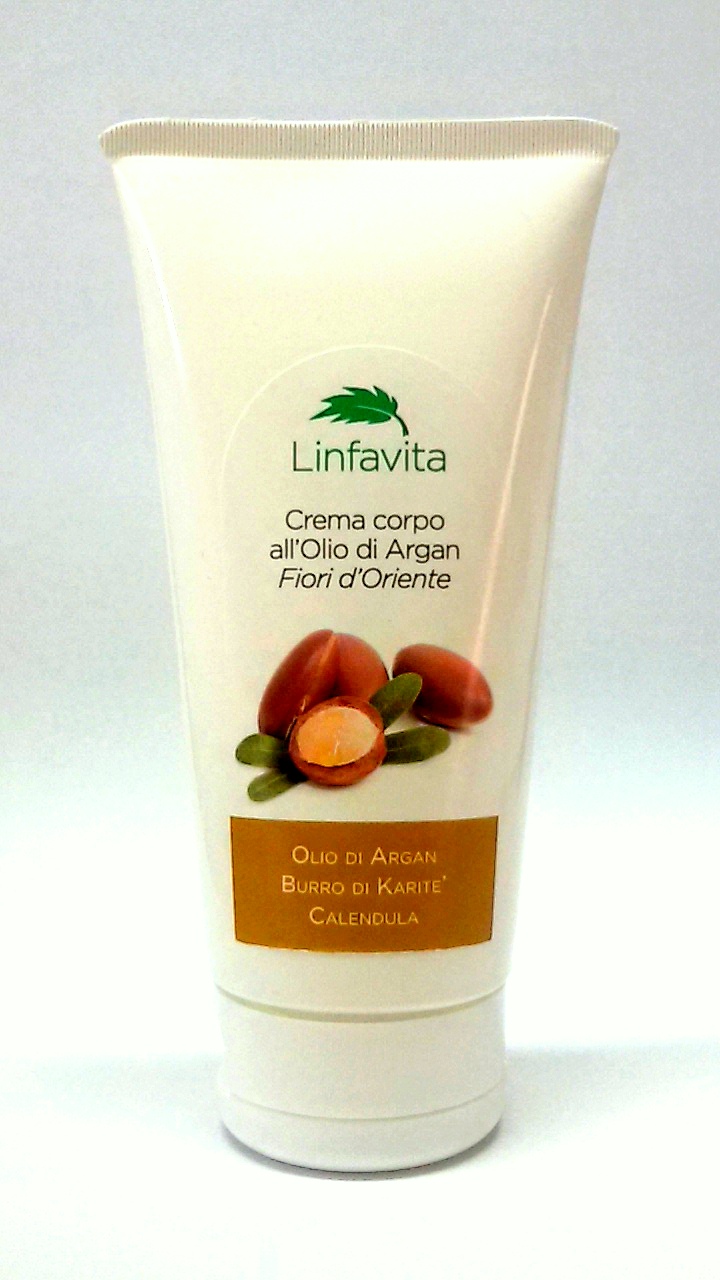 Linfavita
Crema corpo
all'Olio di Argan
Fiori d'Oriente
Olio di Argan
Burro di Karite'
Calendula